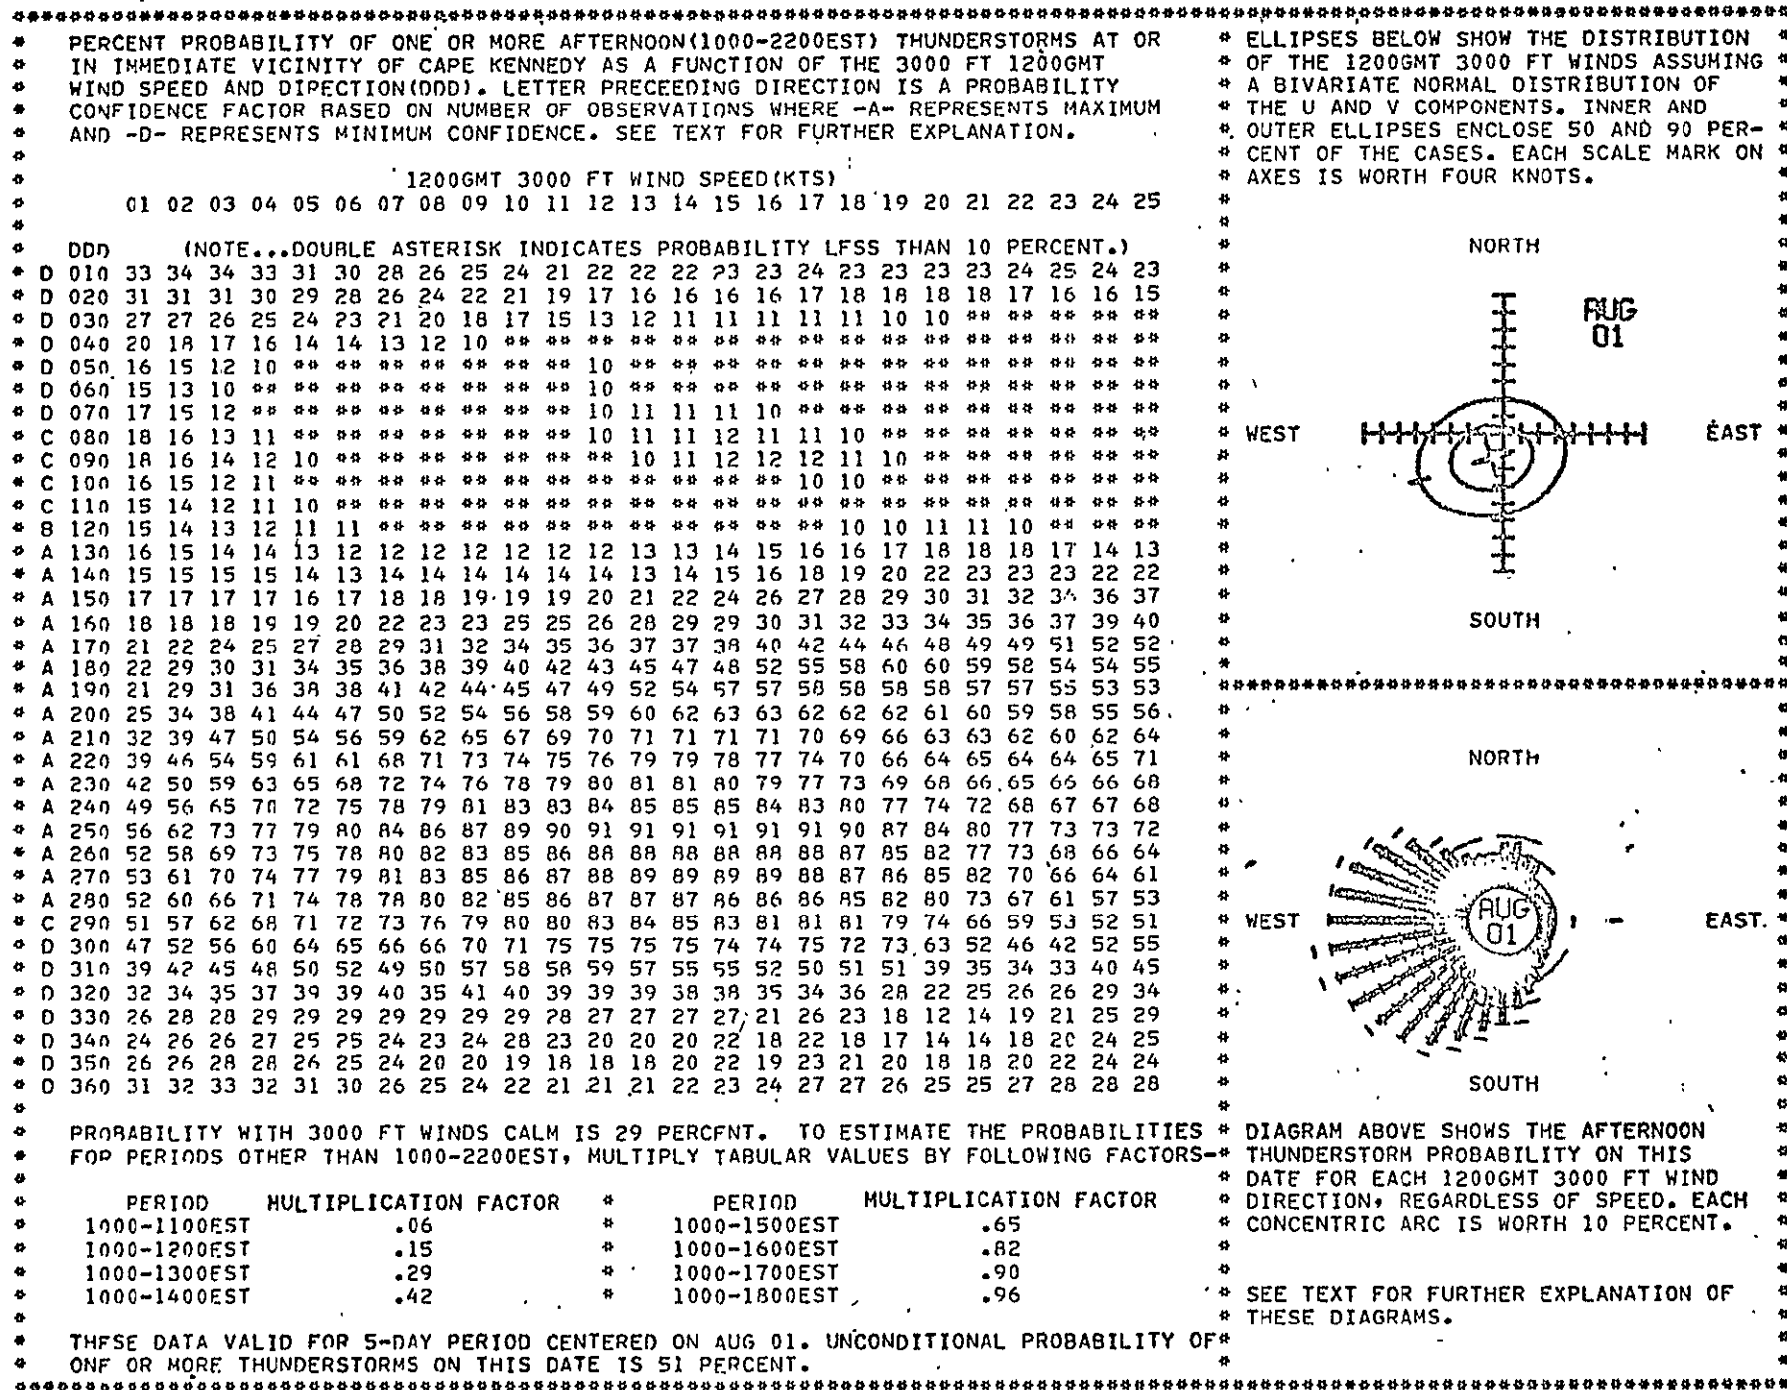 PERCENT PROBABILITY OF ONE OR MORE AFTERNOON(1000-2200EST) THUNDERSTORMS AT OR
IN IMMEDIATE VICINITY OF CAPE KENNEDY AS A FUNCTION OF THE 3000 FT 1200GMT
WIND SPEED AND DIPECTION(DDD). LETTER PRECEEDING DIRECTION IS A PROBABILITY
CONFIDENCE FACTOR BASED ON NUMBER OF OBSERVATIONS WHERE -A- REPRESENTS MAXIMUM
AND -D- REPRESENTS MINIMUM CONFIDENCE. SEE TEXT FOR FURTHER EXPLANATION.
1200GMT 3000 FT WIND SPEED(KTS)
01 02 03 04 05 06 07 08 09 10 11 12 13 14 15 16 17 18 19 20 21 22 23 24 25
DDD (NOTE...DOUBLE ASTERISK INDICATES PROBABILITY LESS THAN 10 PERCENT.)
D 010 33 34 34 33 31 30 28 26 25 24 21 22 22 22 23 23 24 23 23 23 23 24 25 24 23
D 020 31 31 31 30 29 28 26 24 22 21 19 17 16 16 16 16 17 18 18 18 18 17 16 16 15
D 030 27 27 26 25 24 23 21 20 18 17 15 13 12 11 11 11 11 11 10 10 ** ** ** ** **
D 040 20 18 17 16 14 14 13 12 10 ** ** ** ** ** ** ** ** ** ** ** ** ** ** ** **
D 050 16 15 12 10 ** ** ** ** ** ** ** 10 ** ** ** ** ** ** ** ** ** ** ** ** **
D 060 15 13 10 ** ** ** ** ** ** ** ** 10 ** ** ** ** ** ** ** ** ** ** ** ** **
D 070 17 15 12 ** ** ** ** ** ** ** ** 10 11 11 11 10 ** ** ** ** ** ** ** ** **
C 080 18 16 13 11 ** ** ** ** ** ** ** 10 11 11 12 11 11 10 ** ** ** ** ** ** **
C 090 18 16 14 12 10 ** ** ** ** ** ** ** 10 11 12 12 12 11 10 ** ** ** ** ** **
C 100 16 15 12 11 ** ** ** ** ** ** ** ** ** ** ** ** 10 10 ** ** ** ** ** ** **
C 110 15 14 12 11 10 ** ** ** ** ** ** ** ** ** ** ** ** ** ** ** ** ** ** ** **
B 120 15 14 13 12 11 11 ** ** ** ** ** ** ** ** ** ** ** 10 10 11 11 10 ** ** **
A 130 16 15 14 14 13 12 12 12 12 12 12 12 13 13 14 15 16 16 17 18 18 18 17 14 13
A 140 15 15 15 15 14 13 14 14 14 14 14 14 13 14 15 16 18 19 20 22 23 23 23 22 22
A 150 17 17 17 17 16 17 18 18 19 19 19 20 21 22 24 26 27 28 29 30 31 32 36 37
A 160 18 18 18 19 19 20 22 23 23 25 25 26 28 29 29 30 31 32 33 34 35 36 37 39 40
A 170 21 22 24 25 27 28 29 31 32 34 35 36 37 37 38 40 42 44 46 48 49 49 51 52 52
A 180 22 29 30 31 34 35 36 38 39 40 42 43 45 47 48 52 55 58 60 60 59 58 54 54 55
A 190 21 29 31 36 38 38 41 42 44 45 47 49 52 54 57 57 58 58 58 58 57 57 55 53 53
A 200 25 34 38 41 44 47 50 52 54 56 58 59 60 62 63 63 62 62 62 61 60 59 58 55 56
A 210 32 39 47 50 54 56 59 62 65 67 69 70 71 71 71 71 70 69 66 63 63 62 60 62 64
A 220 39 46 54 59 61 61 68 71 73 74 75 76 79 79 78 77 74 70 66 64 65 64 64 65 71
A 230 42 50 59 63 65 68 72 74 76 78 79 80 81 81 80 79 77 73 69 68 66 65 65 66 68
A 240 49 56 65 70 72 75 78 79 81 83 83 84 85 85 85 84 83 80 77 74 72 68 67 67 68
A 250 56 62 73 77 79 80 84 86 87 89 90 91 91 91 91 91 91 90 87 84 80 77 73 73 72
A 260 52 58 69 73 75 78 80 82 83 85 86 88 88 88 88 88 88 87 85 82 77 73 68 66 64
A 270 53 61 70 74 77 79 81 83 85 86 87 88 89 89 89 89 88 87 86 85 82 70 66 64 61
A 280 52 60 66 71 74 78 78 80 82 85 86 87 87 87 86 86 86 85 82 80 73 67 61 57 53
C 290 51 57 62 68 71 72 73 76 79 80 80 83 84 85 83 81 81 81 79 74 66 59 53 52 51
D 300 47 52 56 60 64 65 66 66 70 71 75 75 75 75 74 74 75 72 73 63 52 46 42 52 55
D 310 39 42 45 48 50 52 49 50 57 58 58 59 57 55 55 52 50 51 51 39 35 34 33 40 45
D 320 32 34 35 37 39 39 40 35 41 40 39 39 39 38 38 35 34 36 28 22 25 26 26 29 34
D 330 26 28 28 29 29 29 29 29 29 29 28 27 27 27 27 21 26 23 18 12 14 19 21 25 29
D 340 24 26 26 27 25 25 24 23 24 28 23 20 20 20 22 18 22 18 17 14 14 18 20 24 25
D 350 26 26 28 28 26 25 24 20 20 19 18 18 18 20 22 19 23 21 20 18 18 20 22 24 24
D 360 31 32 33 32 31 30 26 25 24 22 21 21 21 22 23 24 27 27 26 25 25 27 28 28 28
PROBABILITY WITH 3000 FT WINDS CALM IS 29 PERCENT. TO ESTIMATE THE PROBABILITIES
FOR PERIODS OTHER THAN 1000-2200EST, MULTIPLY TABULAR VALUES BY FOLLOWING FACTORS-
PERIOD MULTIPLICATION FACTOR * PERIOD MULTIPLICATION FACTOR
1000-1100EST .06 * 1000-1500EST .65
1000-1200EST .15 * 1000-1600EST .82
1000-1300EST .29 * 1000-1700EST .90
1000-1400EST .42 * 1000-1800EST .96
THESE DATA VALID FOR 5-DAY PERIOD CENTERED ON AUG 01. UNCONDITIONAL PROBABILITY OF
ONE OR MORE THUNDERSTORMS ON THIS DATE IS 51 PERCENT.
ELLIPSES BELOW SHOW THE DISTRIBUTION
OF THE 1200GMT 3000 FT WINDS ASSUMING
A BIVARIATE NORMAL DISTRIBUTION OF
THE U AND V COMPONENTS. INNER AND
OUTER ELLIPSES ENCLOSE 50 AND 90 PER-
CENT OF THE CASES. EACH SCALE MARK ON
AXES IS WORTH FOUR KNOTS.
NORTH
AUG
01
WEST
EAST
SOUTH
NORTH
WEST
AUG
01
EAST.
SOUTH
DIAGRAM ABOVE SHOWS THE AFTERNOON
THUNDERSTORM PROBABILITY ON THIS
DATE FOR EACH 1200GMT 3000 FT WIND
DIRECTION, REGARDLESS OF SPEED. EACH
CONCENTRIC ARC IS WORTH 10 PERCENT.
SEE TEXT FOR FURTHER EXPLANATION OF
THESE DIAGRAMS.